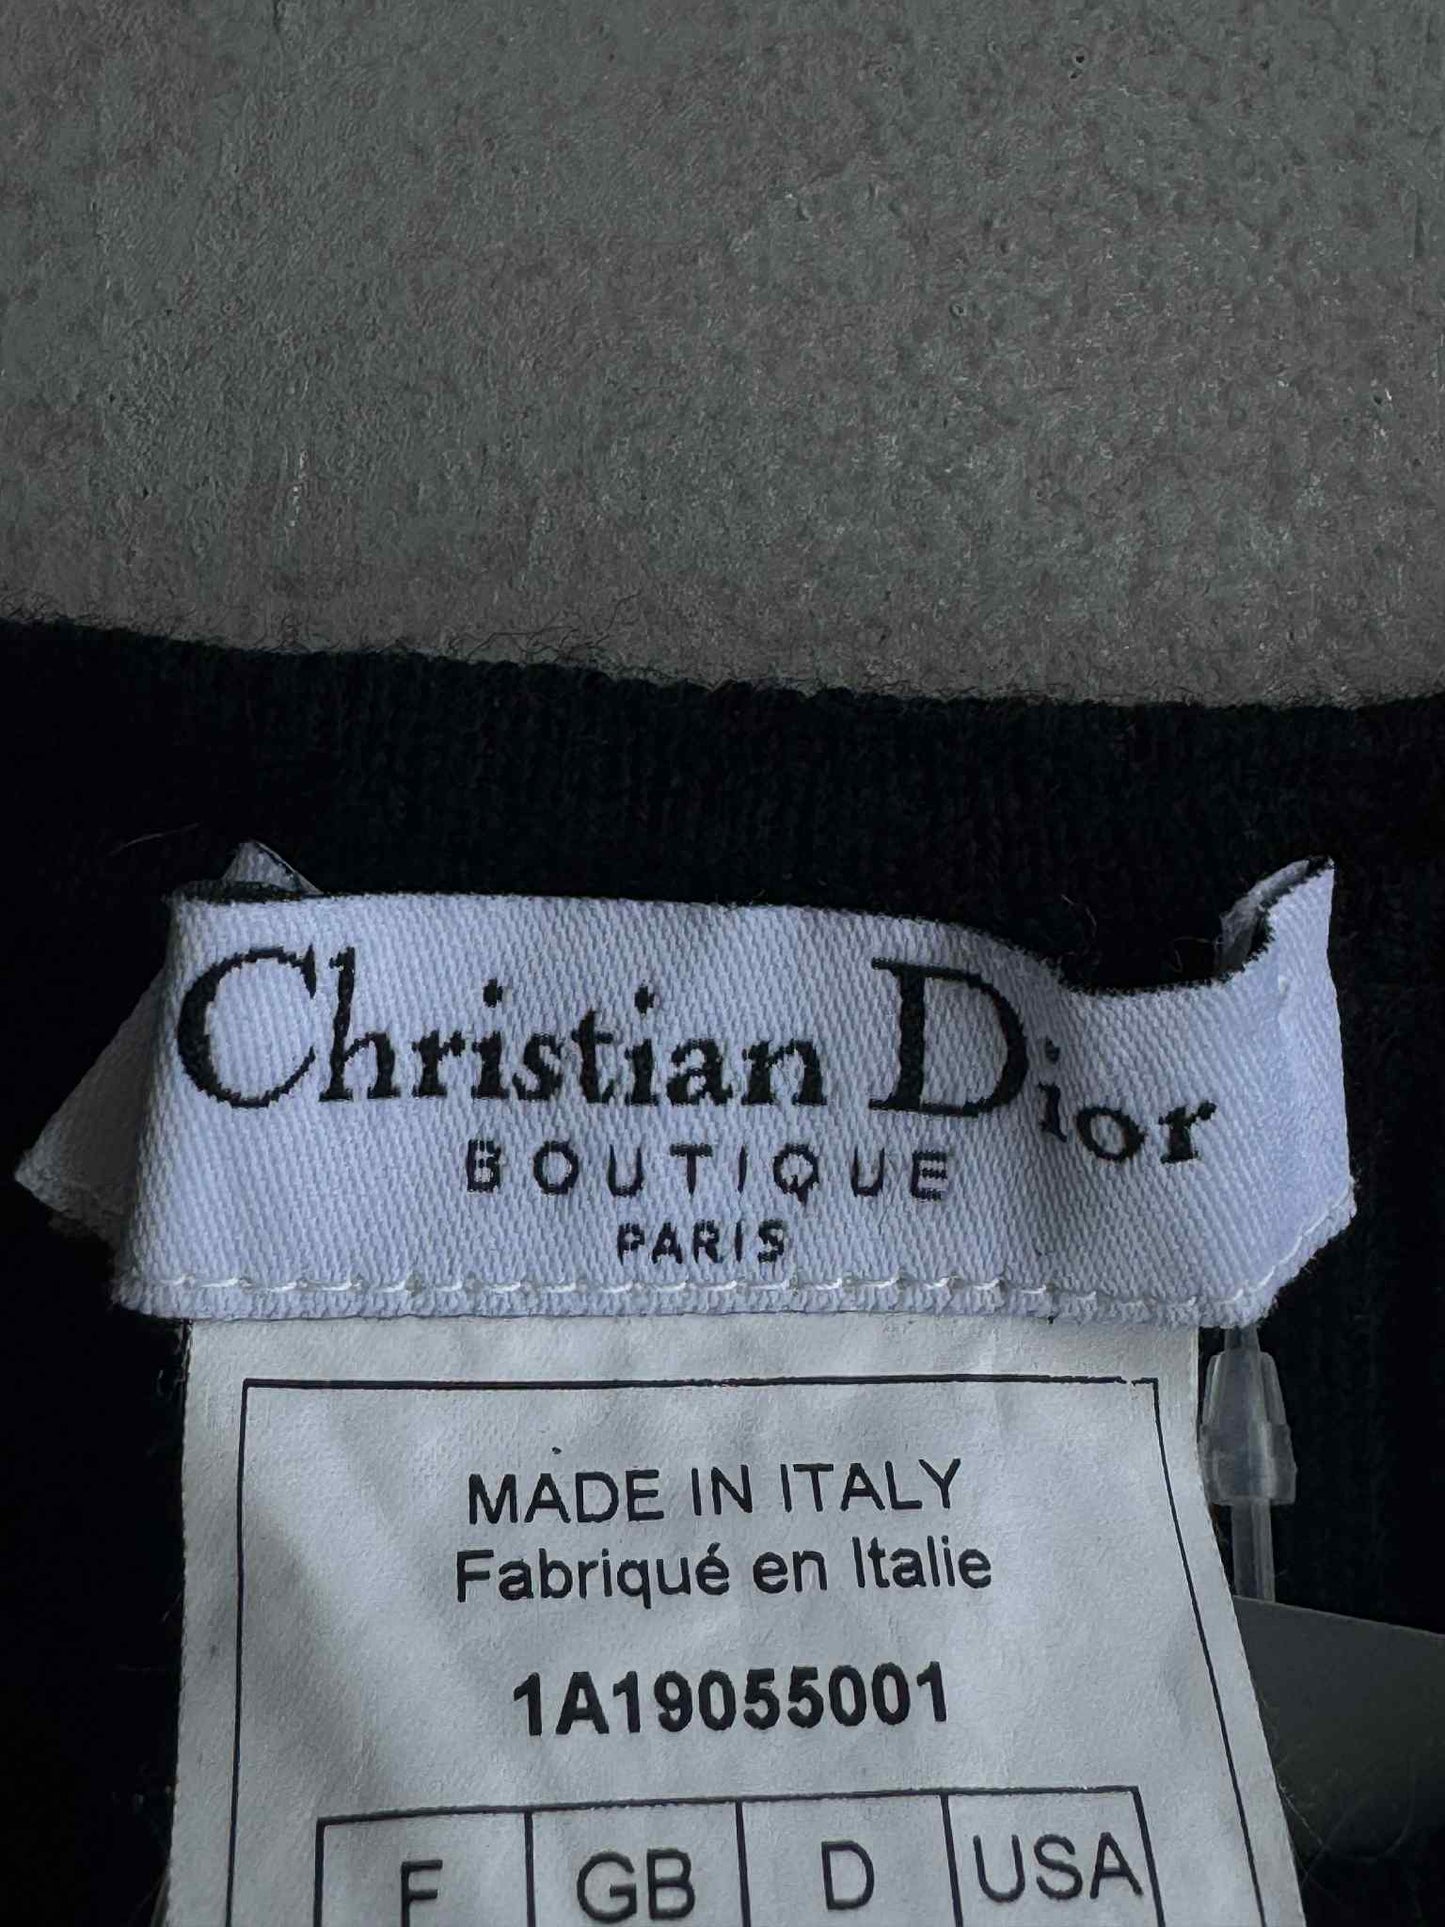 Christian Dior
BOUTIQUE
PARIS
MADE IN ITALY
Fabriqué en Italie
1A19055001
F GB D USA